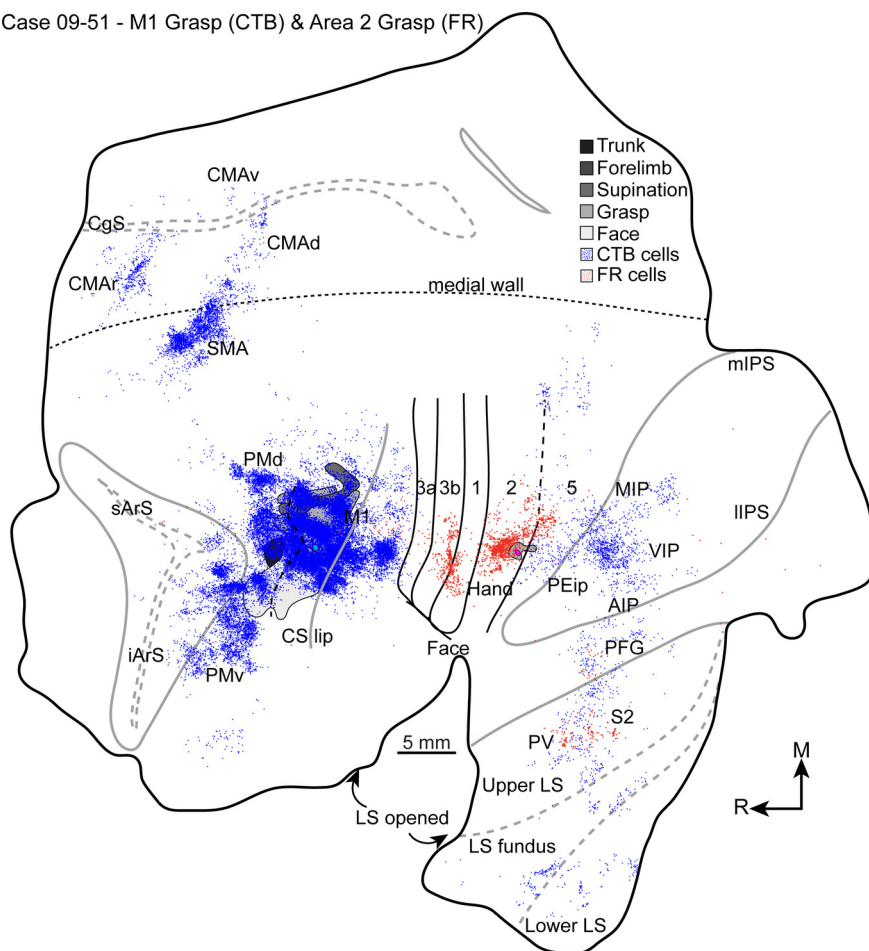 Case 09-51 - M1 Grasp (CTB) & Area 2 Grasp (FR)
Trunk
Forelimb
Supination
Grasp
Face
CTB cells
FR cells
CMAv
CgS
CMAd
CMAr
medial wall
SMA
mIPS
PMd
3a
3b
1
2
5
MIP
lIPS
sArS
M1
VIP
Hand
PEip
AIP
CS lip
Face
PFG
iArS
PMv
S2
PV
5 mm
M
Upper LS
R
LS opened
LS fundus
Lower LS